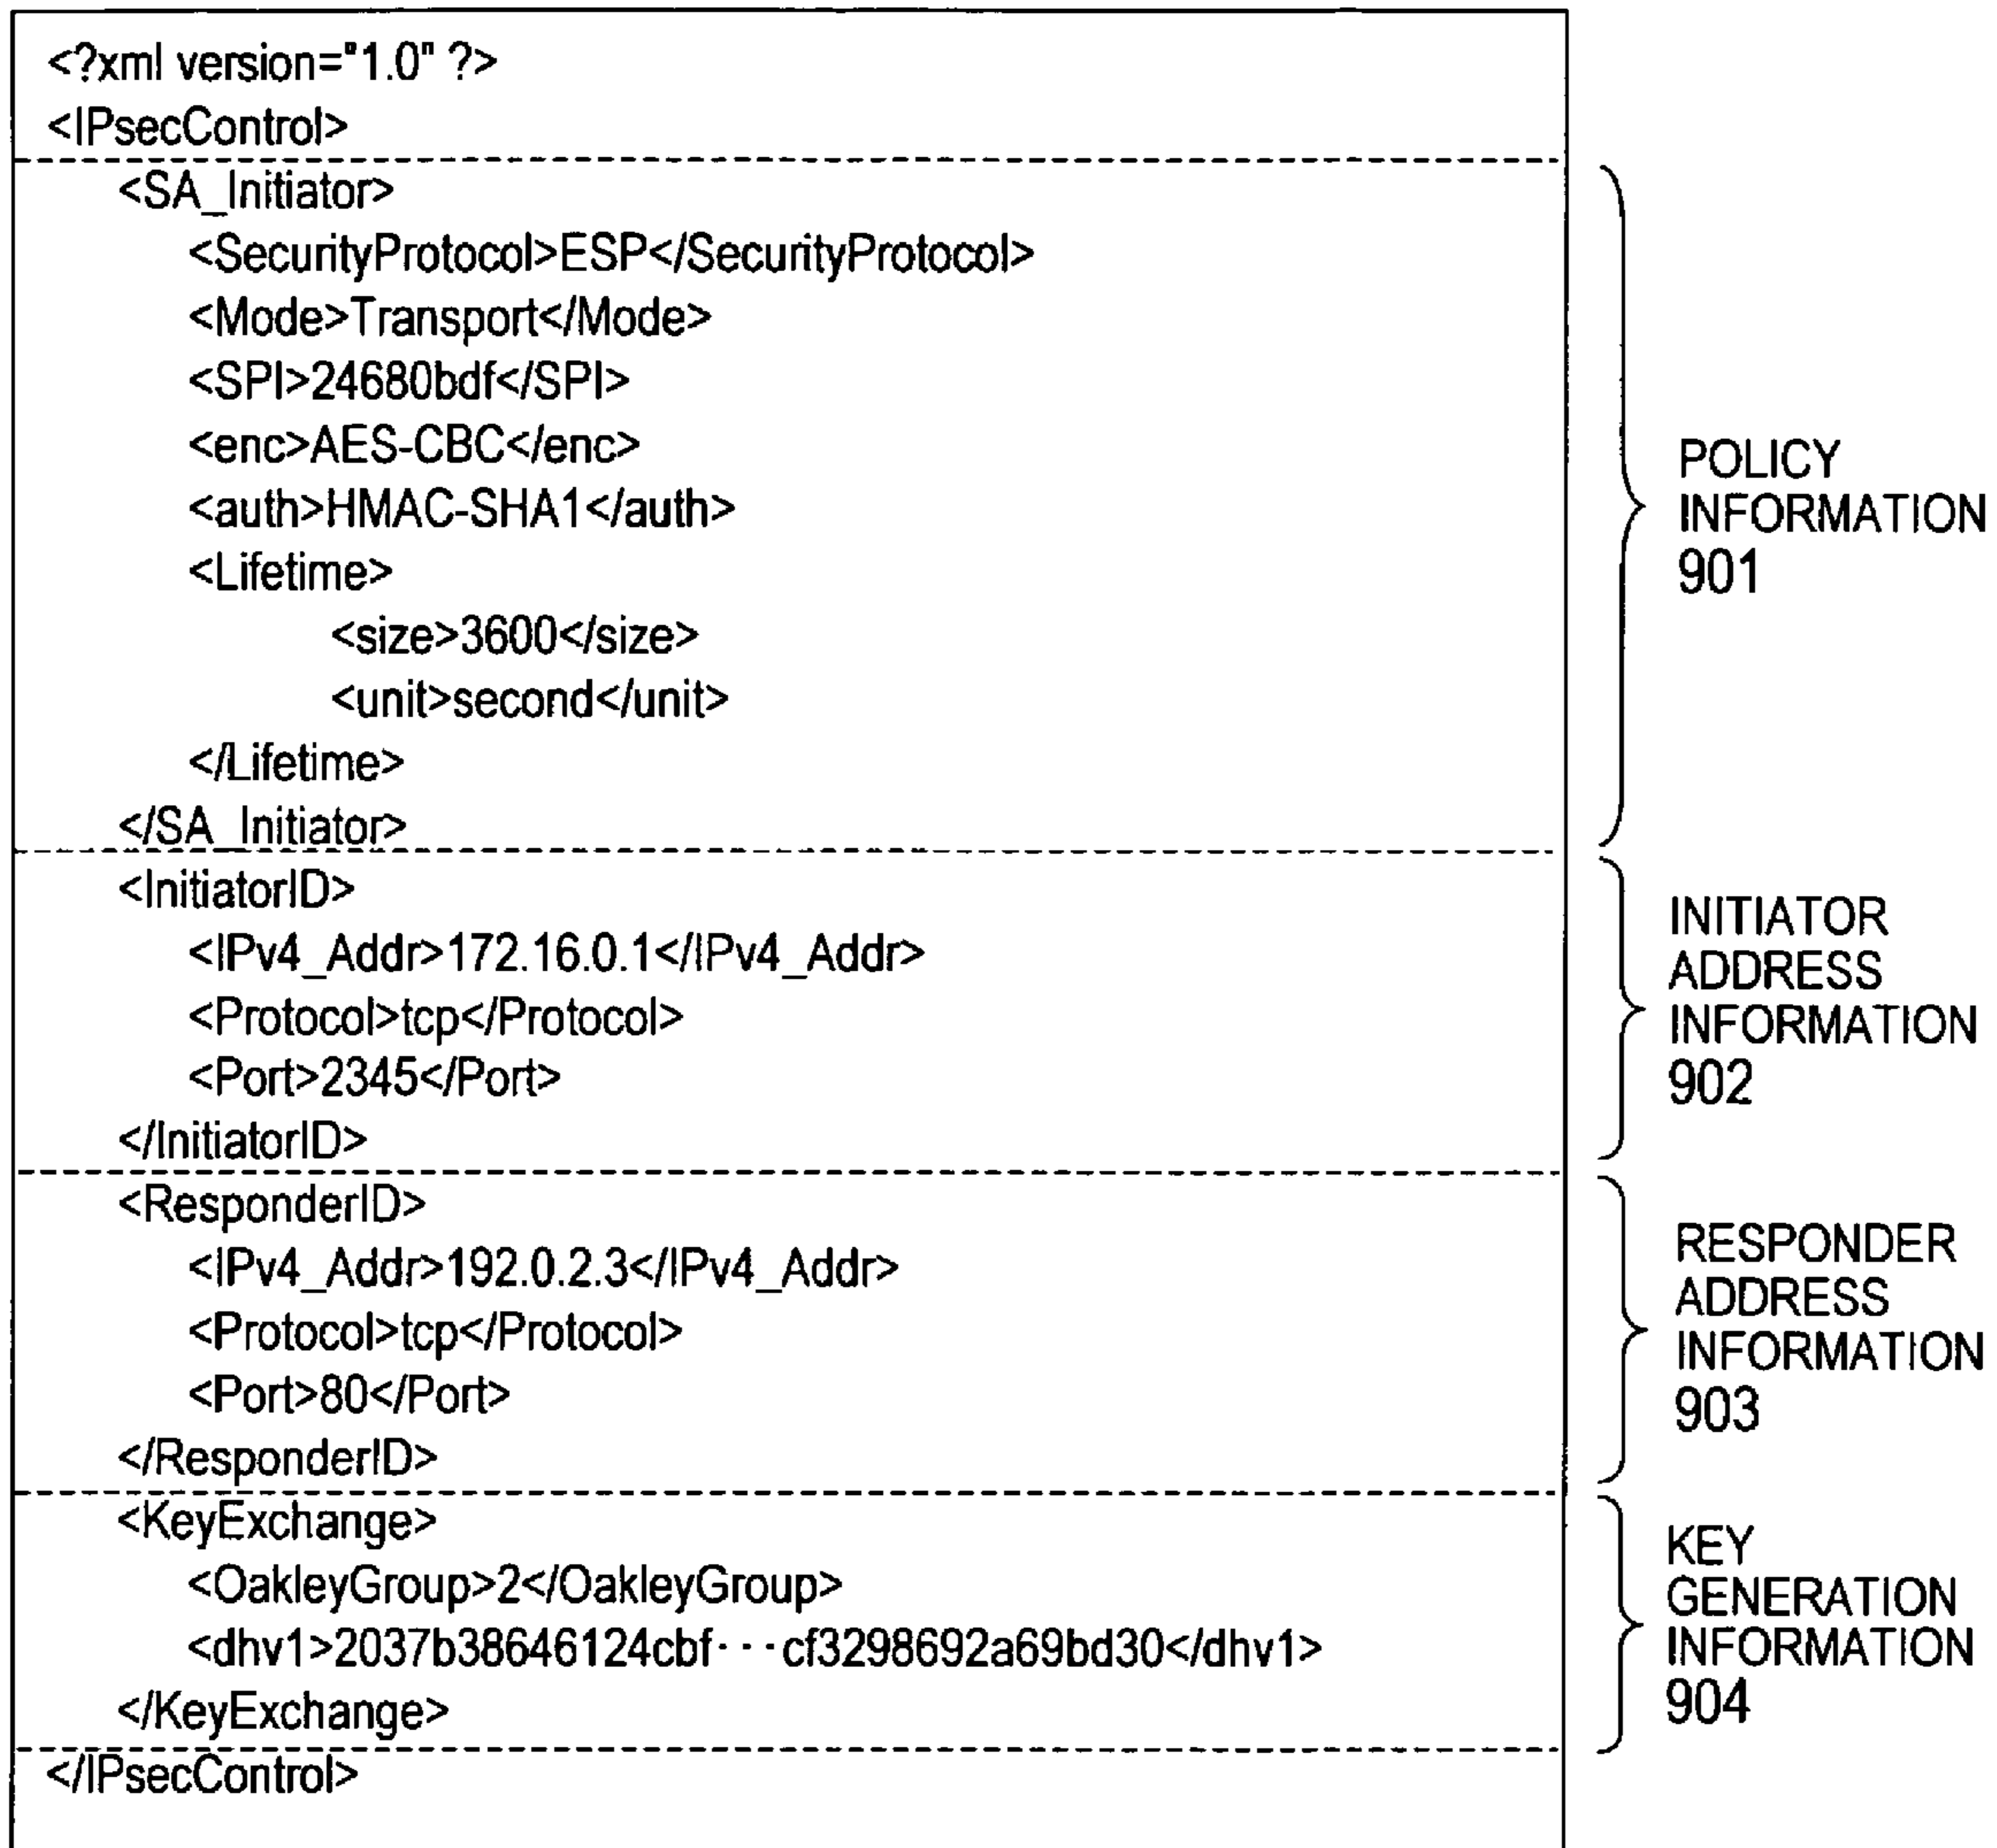 <?xml version="1.0" ?>
<IPsecControl>
<SA_Initiator>
<SecurityProtocol>ESP</SecurityProtocol>
<Mode>Transport</Mode>
<SPI>24680bdf</SPI>
<enc>AES-CBC</enc>
<auth>HMAC-SHA1</auth>
<Lifetime>
<size>3600</size>
<unit>second</unit>
</Lifetime>
</SA_Initiator>
POLICY
INFORMATION
901
<InitiatorID>
<IPv4_Addr>172.16.0.1</IPv4_Addr>
<Protocol>tcp</Protocol>
<Port>2345</Port>
</InitiatorID>
INITIATOR
ADDRESS
INFORMATION
902
<ResponderID>
<IPv4_Addr>192.0.2.3</IPv4_Addr>
<Protocol>tcp</Protocol>
<Port>80</Port>
</ResponderID>
RESPONDER
ADDRESS
INFORMATION
903
<KeyExchange>
<OakleyGroup>2</OakleyGroup>
<dhv1>2037b38646124cbf･･･cf3298692a69bd30</dhv1>
</KeyExchange>
KEY
GENERATION
INFORMATION
904
</IPsecControl>